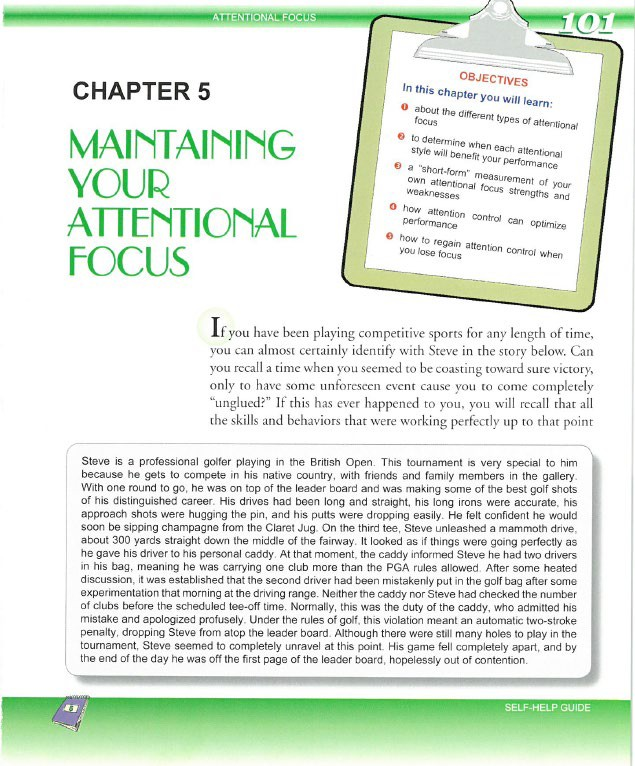 ATTENTIONAL FOCUS
101
CHAPTER 5
MAINTAINING
YOUR
ATTENTIONAL
FOCUS
OBJECTIVES
In this chapter you will learn:
1 about the different types of attentional
focus
2 to determine when each attentional
style will benefit your performance
3 a "short-form" measurement of your
own attentional focus strengths and
weaknesses
4 how attention control can optimize
performance
5 how to regain attention control when
you lose focus
If you have been playing competitive sports for any length of time,
you can almost certainly identify with Steve in the story below. Can
you recall a time when you seemed to be coasting toward sure victory,
only to have some unforeseen event cause you to come completely
“unglued?” If this has ever happened to you, you will recall that all
the skills and behaviors that were working perfectly up to that point
Steve is a professional golfer playing in the British Open. This tournament is very special to him
because he gets to compete in his native country, with friends and family members in the gallery.
With one round to go, he was on top of the leader board and was making some of the best golf shots
of his distinguished career. His drives had been long and straight, his long irons were accurate, his
approach shots were hugging the pin, and his putts were dropping easily. He felt confident he would
soon be sipping champagne from the Claret Jug. On the third tee, Steve unleashed a mammoth drive,
about 300 yards straight down the middle of the fairway. It looked as if things were going perfectly as
he gave his driver to his personal caddy. At that moment, the caddy informed Steve he had two drivers
in his bag, meaning he was carrying one club more than the PGA rules allowed. After some heated
discussion, it was established that the second driver had been mistakenly put in the golf bag after some
experimentation that morning at the driving range. Neither the caddy nor Steve had checked the number
of clubs before the scheduled tee-off time. Normally, this was the duty of the caddy, who admitted his
mistake and apologized profusely. Under the rules of golf, this violation meant an automatic two-stroke
penalty, dropping Steve from atop the leader board. Although there were still many holes to play in the
tournament, Steve seemed to completely unravel at this point. His game fell completely apart, and by
the end of the day he was off the first page of the leader board, hopelessly out of contention.
SELF-HELP GUIDE